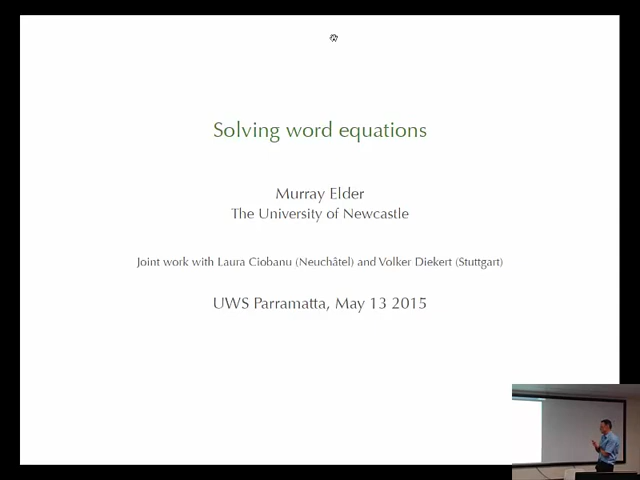 Solving word equations
Murray Elder
The University of Newcastle
Joint work with Laura Ciobanu (Neuchâtel) and Volker Diekert (Stuttgart)
UWS Parramatta, May 13 2015